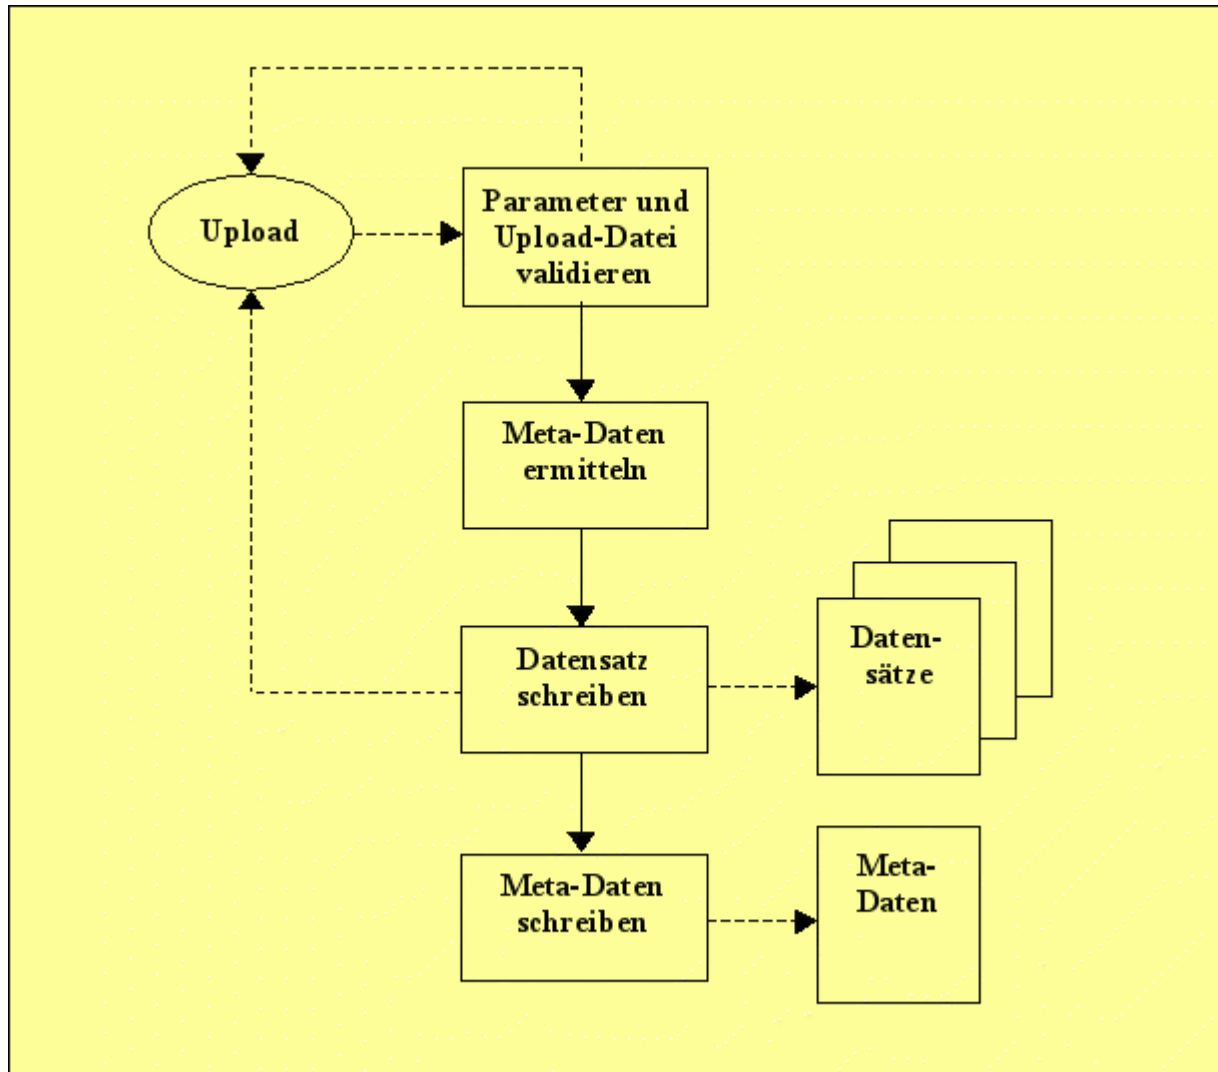 Upload
Parameter und
Upload-Datei
validieren
Meta-Daten
ermitteln
Datensatz
schreiben
Daten-
sätze
Meta-Daten
schreiben
Meta-
Daten